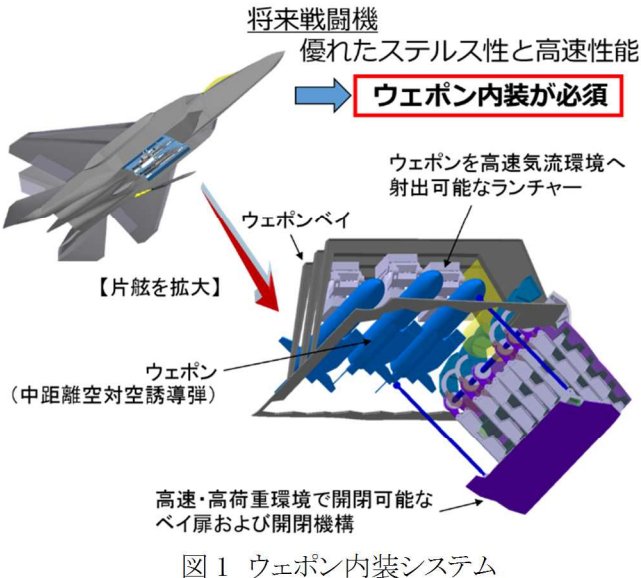 将来戦闘機
優れたステルス性と高速性能
ウェポン内装が必須
ウェポンを高速気流環境へ
射出可能なランチャー
ウェポンベイ
【片舷を拡大】
ウェポン
(中距離空対空誘導弾)
高速・高荷重環境で開閉可能な
ベイ扉および開閉機構
図1 ウェポン内装システム